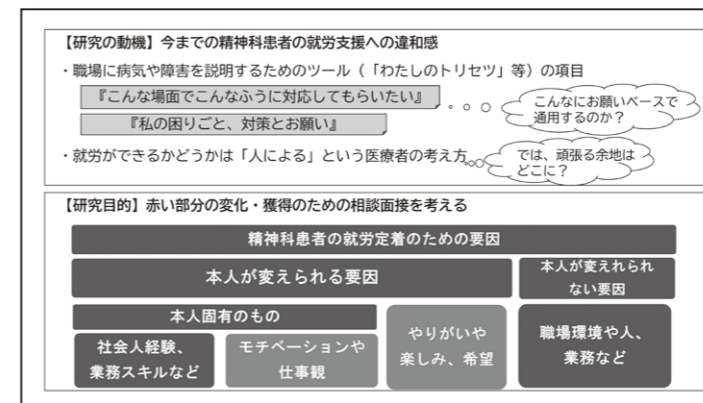 【研究の動機】今までの精神科患者の就労支援への違和感
・職場に病気や障害を説明するためのツール（「わたしのトリセツ」等）の項目
『こんな場面でこんなふうに対応してもらいたい』
こんなにお願いベースで
通用するのか？
『私の困りごと、対策とお願い』
・就労ができるかどうかは「人による」という医療者の考え方
では、頑張る余地は
どこに？
【研究目的】赤い部分の変化・獲得のための相談面接を考える
精神科患者の就労定着のための要因
本人が変えられる要因
本人が変えれられ
ない要因
本人固有のもの
社会人経験、
業務スキルなど
モチベーションや
仕事観
やりがいや
楽しみ、希望
職場環境や人、
業務など